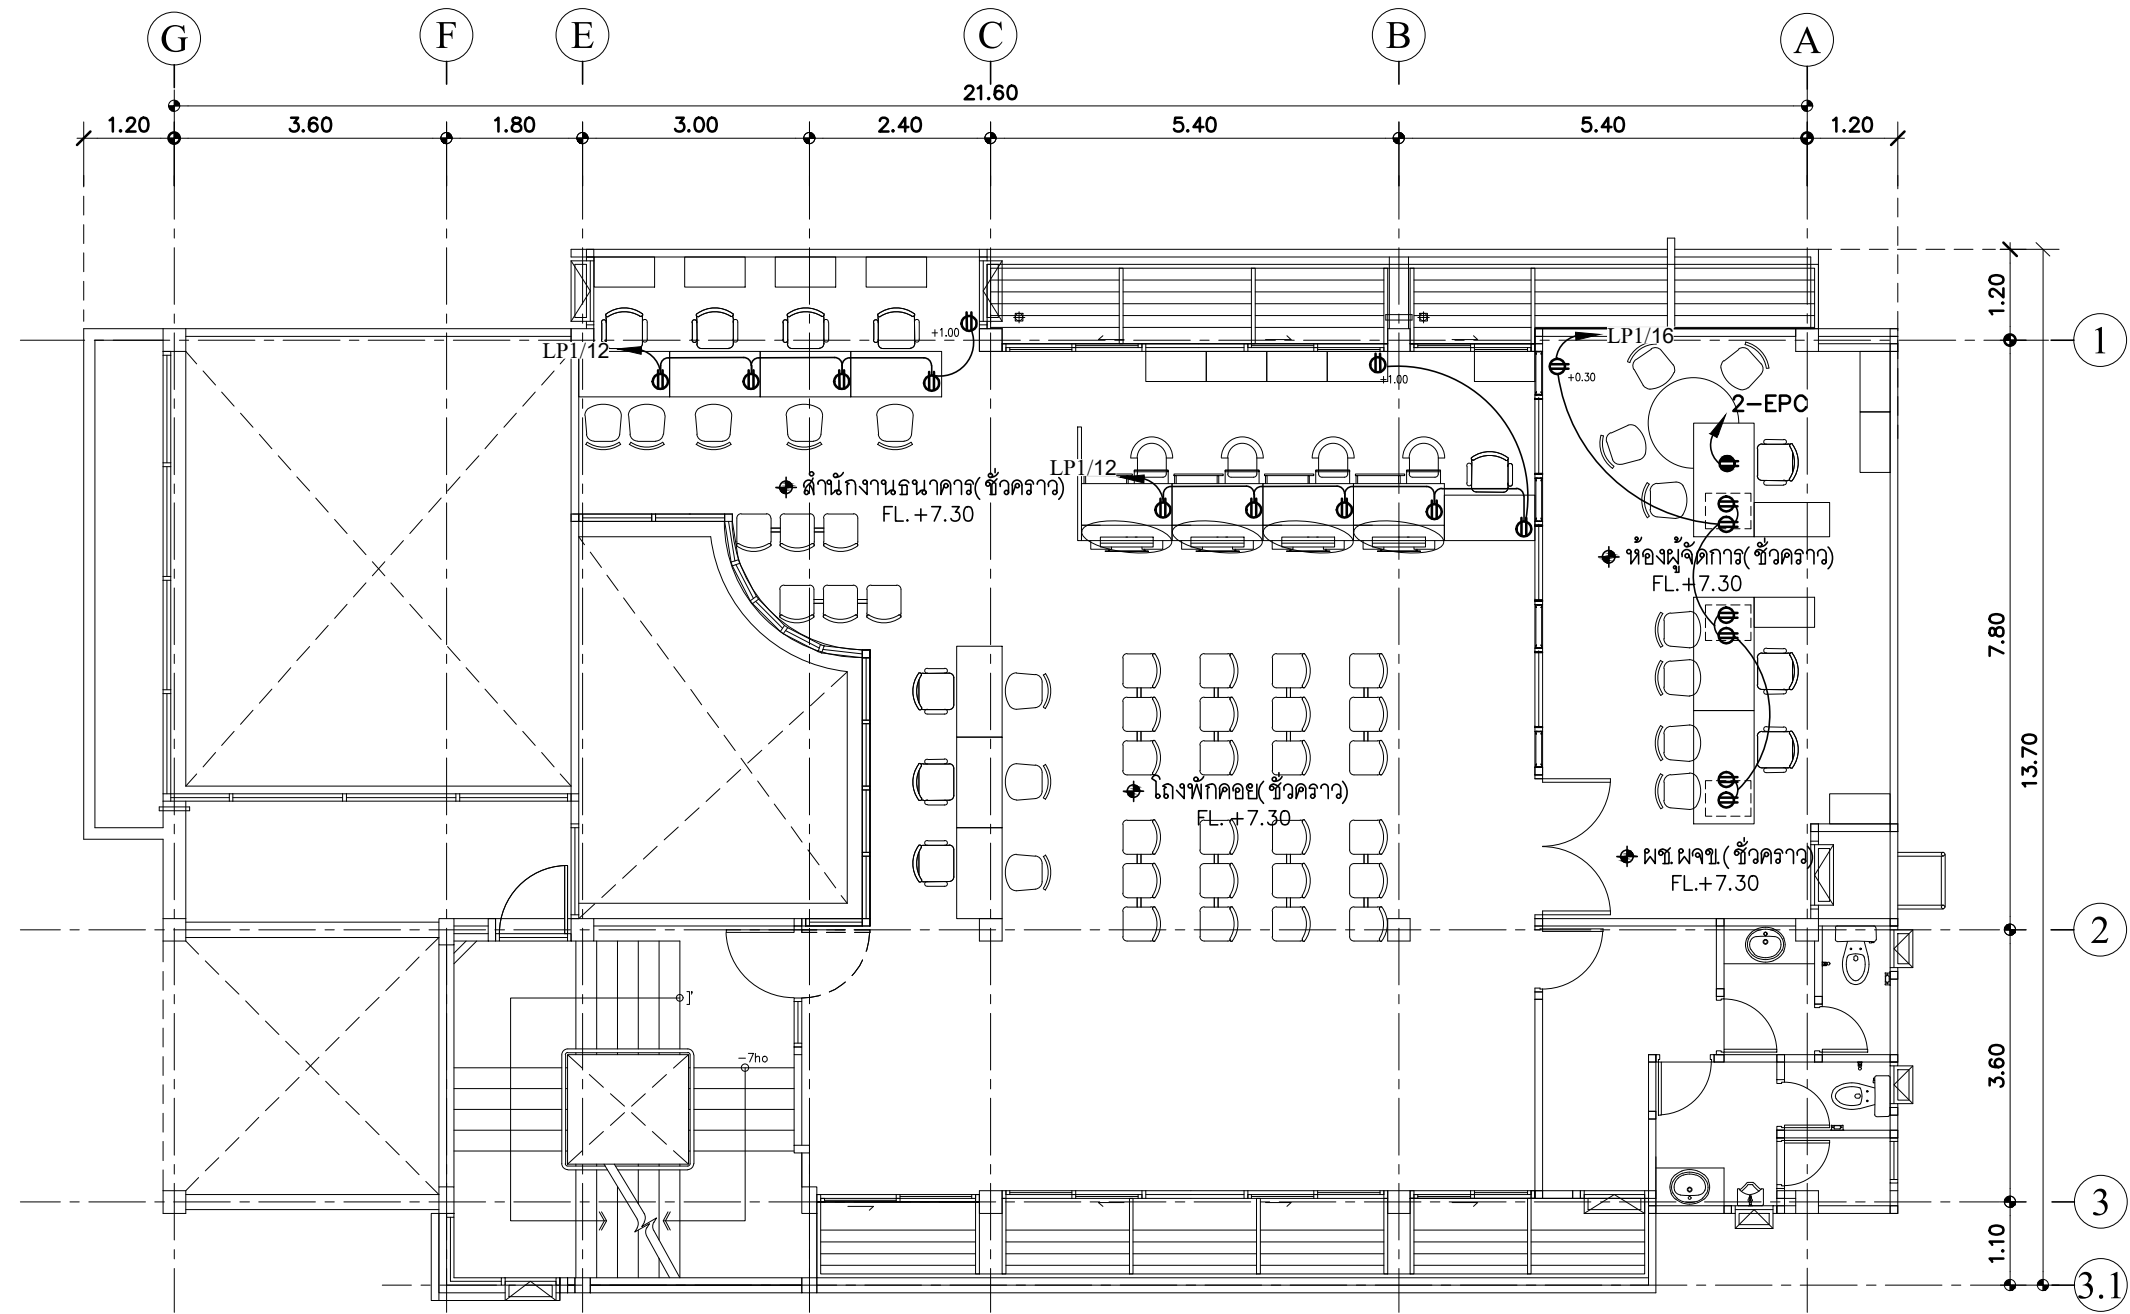 G F E C B A
21.60
1.20 3.60 1.80 3.00 2.40 5.40 5.40 1.20
1.20
+1.00
LP1/16
LP1/12
1
+1.00
+0.30
2-EPC
LP1/12
สำนักงานธนาคาร(ชั่วคราว)
FL.+7.30
ห้องผู้จัดการ(ชั่วคราว)
FL.+7.30
7.80
13.70
โถงพักคอย(ชั่วคราว)
FL.+7.30
ผช.ผจข.(ชั่วคราว)
FL.+7.30
2
-7ho
3.60
3
1.10
3.1